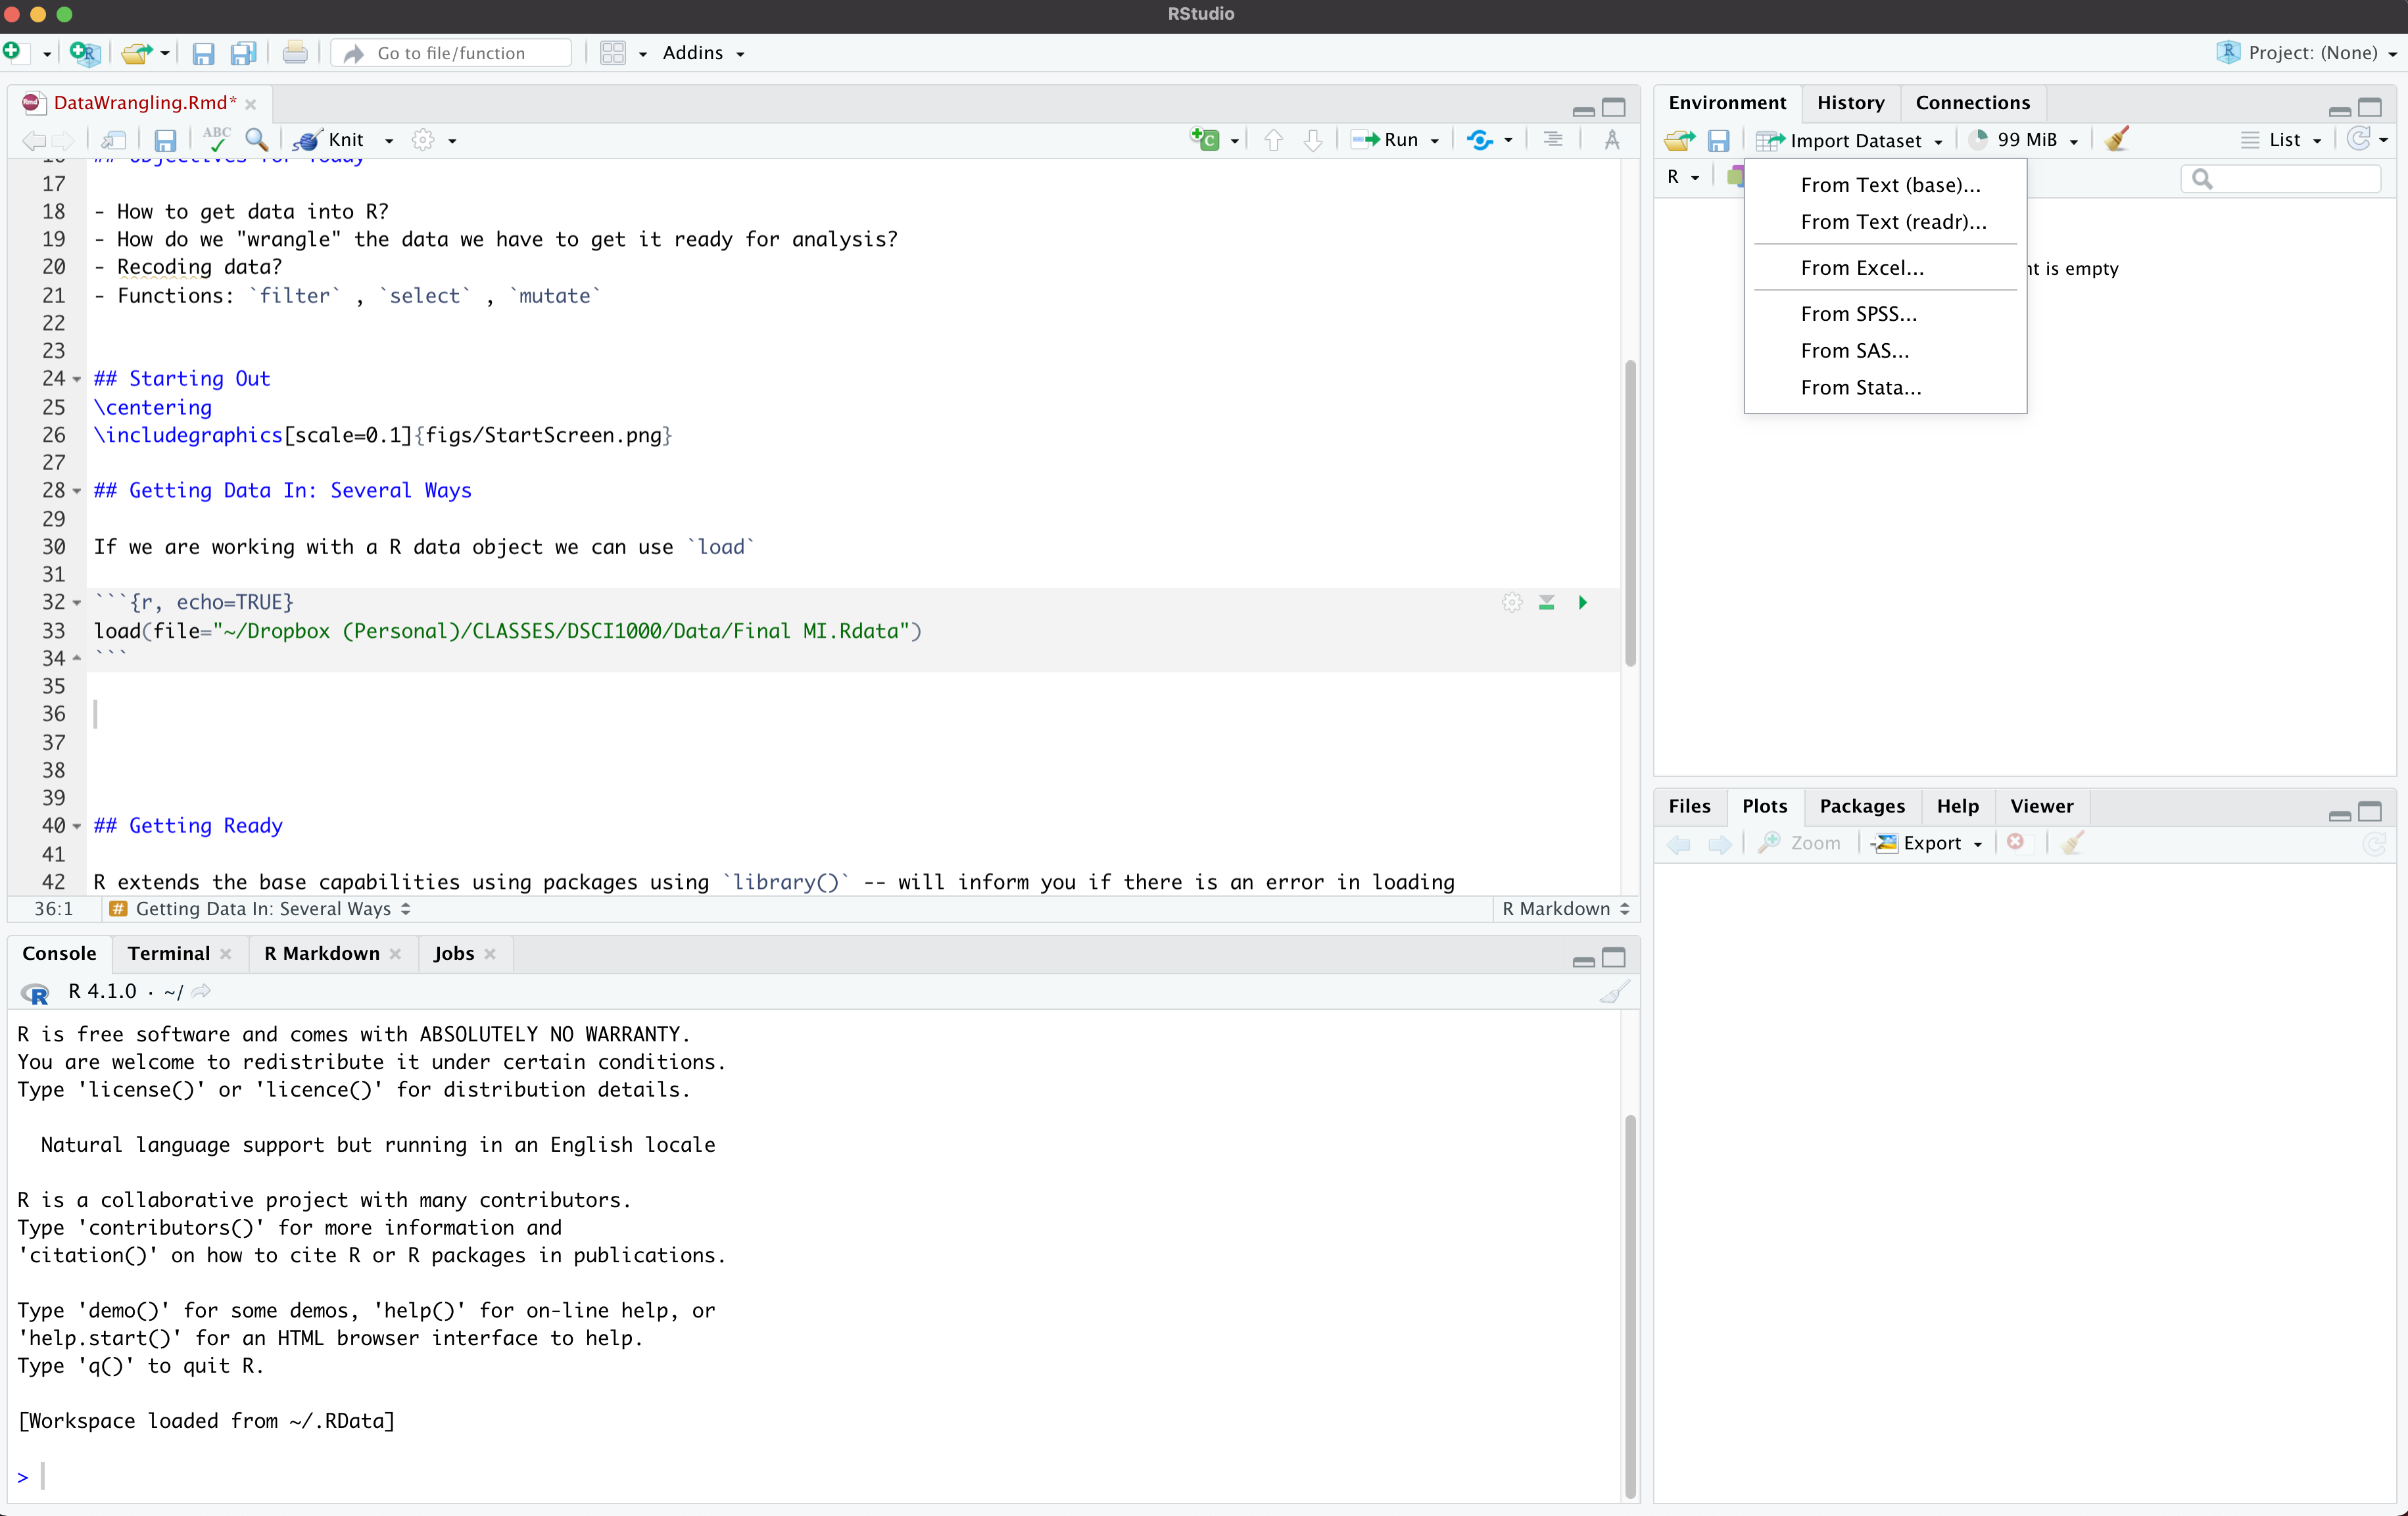 RStudio
Go to file/function
Addins
Project: (None)
DataWrangling.Rmd*
ABC
Knit
Run
16 ## Objectives for Today
17
18 - How to get data into R?
19 - How do we "wrangle" the data we have to get it ready for analysis?
20 - Recoding data?
21 - Functions: `filter` , `select` , `mutate`
22
23
24 ## Starting Out
25 \centering
26 \includegraphics[scale=0.1]{figs/StartScreen.png}
27
28 ## Getting Data In: Several Ways
29
30 If we are working with a R data object we can use `load`
31
32 ```{r, echo=TRUE}
33 load(file="~/Dropbox (Personal)/CLASSES/DSCI1000/Data/Final MI.Rdata")
34 ```
35
36
37
38
39
40 ## Getting Ready
41
42 R extends the base capabilities using packages using `library()` -- will inform you if there is an error in loading
36:1 # Getting Data In: Several Ways R Markdown
Console Terminal R Markdown Jobs
R 4.1.0 · ~/
R is free software and comes with ABSOLUTELY NO WARRANTY.
You are welcome to redistribute it under certain conditions.
Type 'license()' or 'licence()' for distribution details.
Natural language support but running in an English locale
R is a collaborative project with many contributors.
Type 'contributors()' for more information and
'citation()' on how to cite R or R packages in publications.
Type 'demo()' for some demos, 'help()' for on-line help, or
'help.start()' for an HTML browser interface to help.
Type 'q()' to quit R.
[Workspace loaded from ~/.RData]
>
Environment History Connections
Import Dataset 99 MiB List
R
From Text (base)...
From Text (readr)...
From Excel...
is empty
From SPSS...
From SAS...
From Stata...
Files Plots Packages Help Viewer
Zoom Export